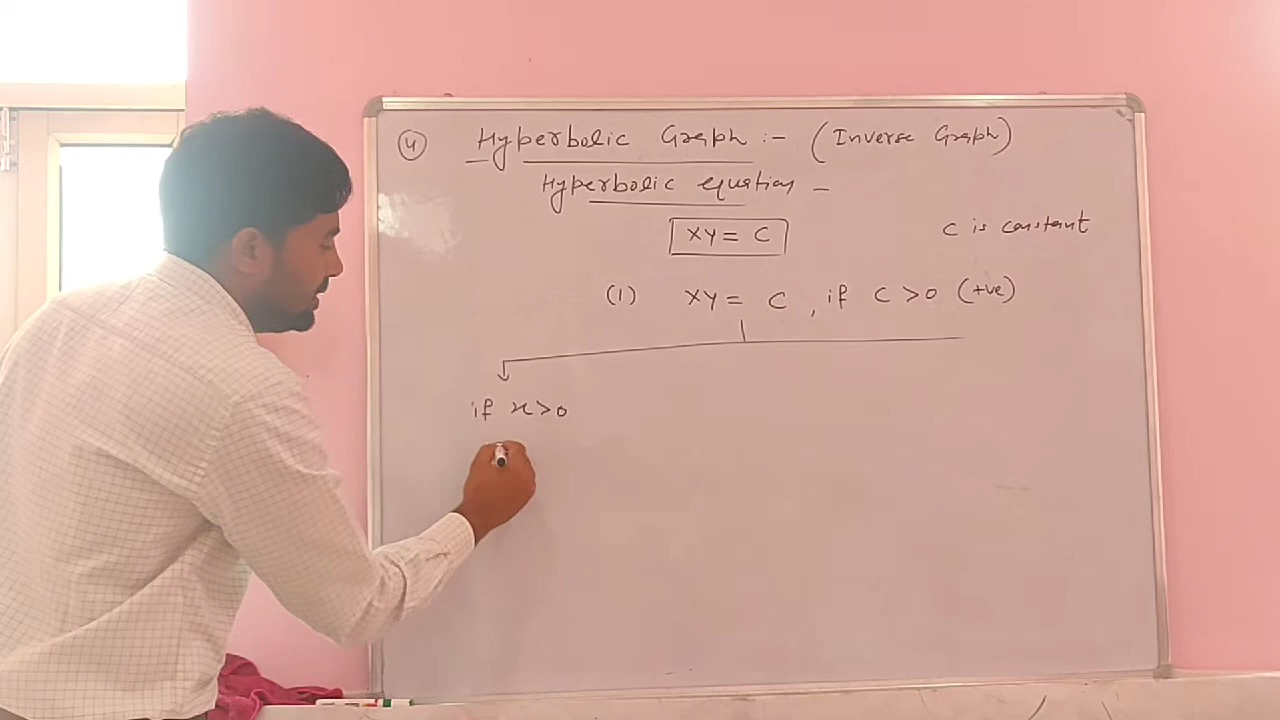 (4) Hyperbolic Graph :- (Inverse Graph)
Hyperbolic equation -
XY = C
C is constant
(1) XY = C , if C > 0 (+ve)
if x > 0